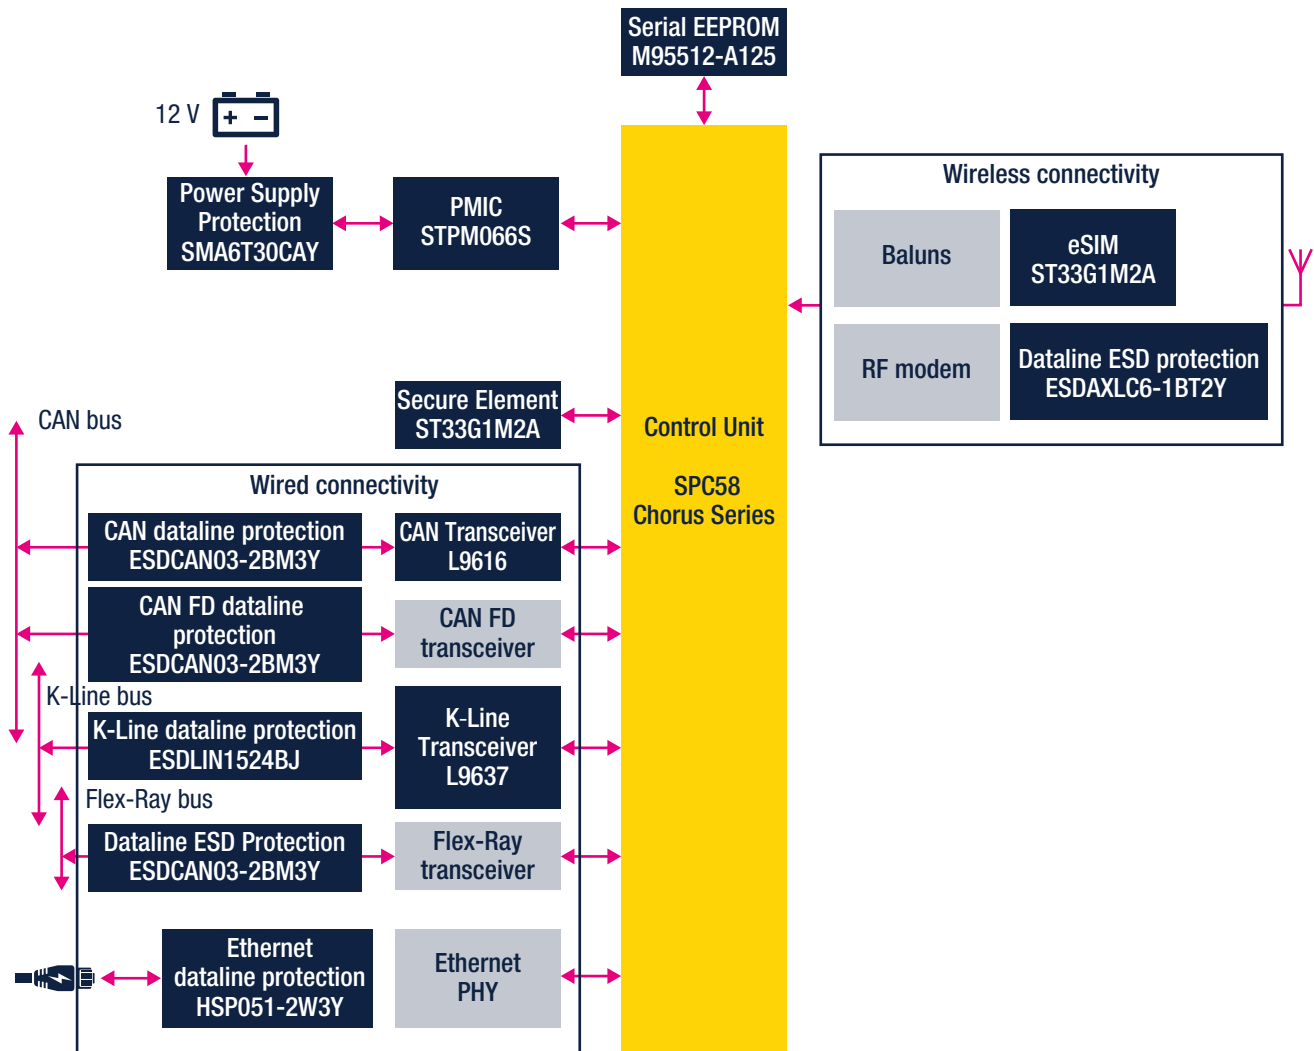 Serial EEPROM
M95512-A125
12 V
Power Supply
Protection
SMA6T30CAY
PMIC
STPM066S
Wireless connectivity
Baluns
eSIM
ST33G1M2A
RF modem
Dataline ESD protection
ESDAXLC6-1BT2Y
Secure Element
ST33G1M2A
Control Unit
SPC58
Chorus Series
CAN bus
Wired connectivity
CAN dataline protection
ESDCAN03-2BM3Y
CAN Transceiver
L9616
CAN FD dataline
protection
ESDCAN03-2BM3Y
CAN FD
transceiver
K-Line bus
K-Line dataline protection
ESDLIN1524BJ
K-Line
Transceiver
L9637
Flex-Ray bus
Dataline ESD Protection
ESDCAN03-2BM3Y
Flex-Ray
transceiver
Ethernet
dataline protection
HSP051-2W3Y
Ethernet
PHY